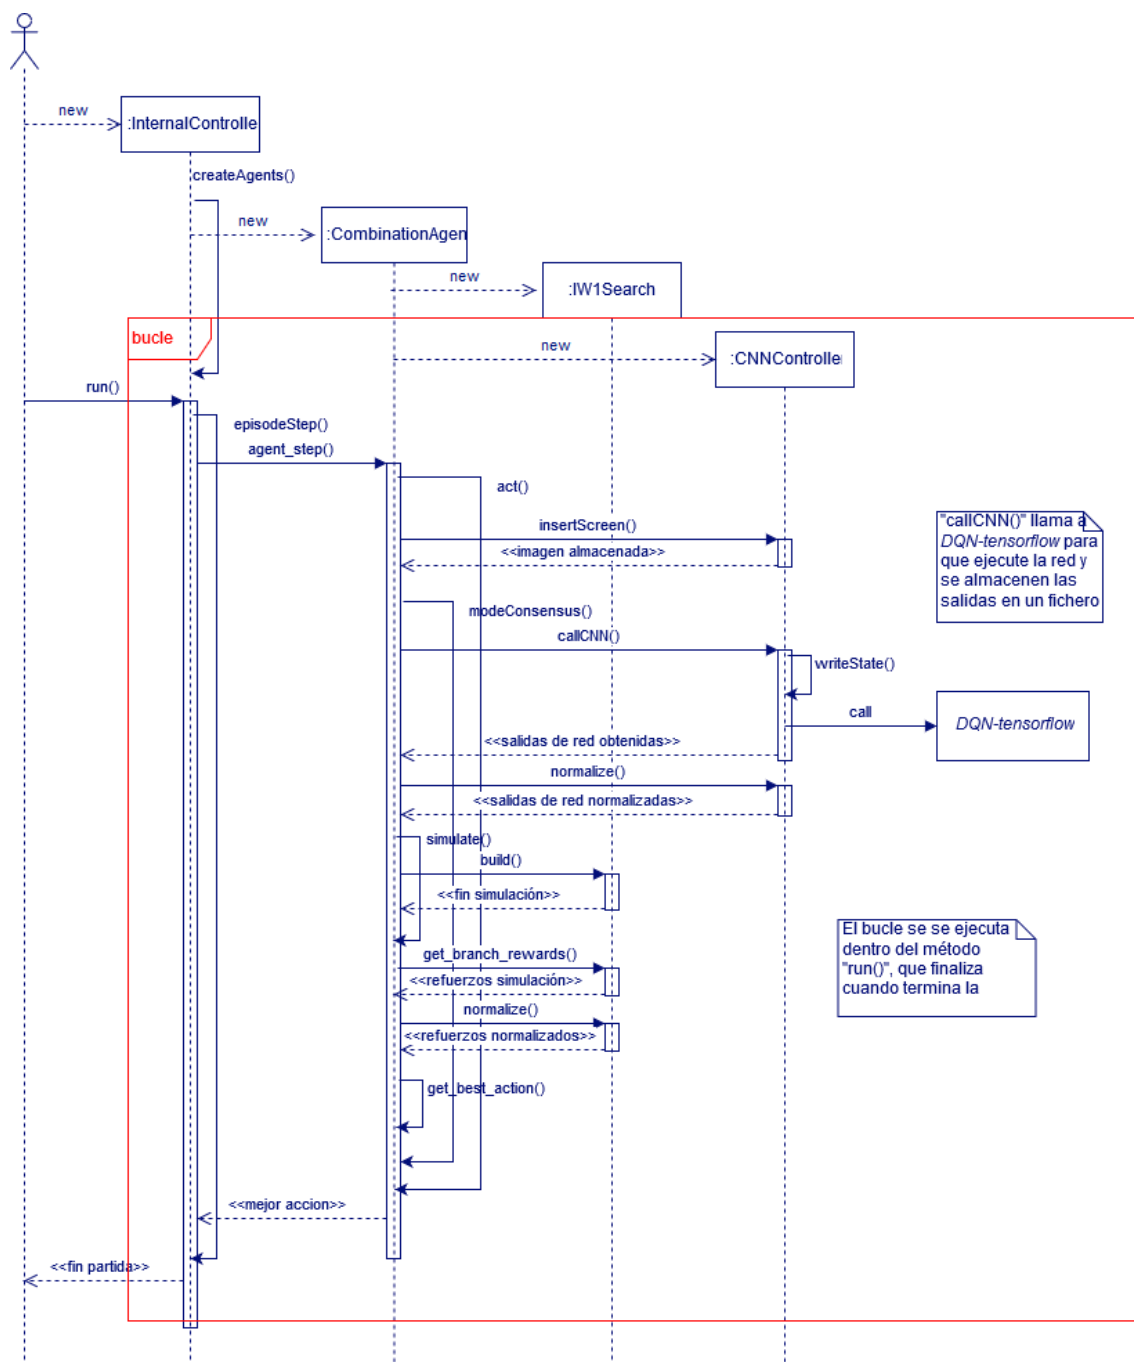 new
:InternalControlle
createAgents()
new
:CombinationAgen
new
:IW1Search
bucle
new
:CNNControlle
run()
episodeStep()
agent_step()
act()
insertScreen()
<<imagen almacenada>>
"callCNN()" llama a
DQN-tensorflow para
que ejecute la red y
se almacenen las
salidas en un fichero
modeConsensus()
callCNN()
writeState()
call
DQN-tensorflow
<<salidas de red obtenidas>>
normalize()
<<salidas de red normalizadas>>
simulate()
build()
<<fin simulación>>
El bucle se se ejecuta
dentro del método
"run()", que finaliza
cuando termina la
get_branch_rewards()
<<refuerzos simulación>>
normalize()
<<refuerzos normalizados>>
get_best_action()
<<mejor accion>>
<<fin partida>>